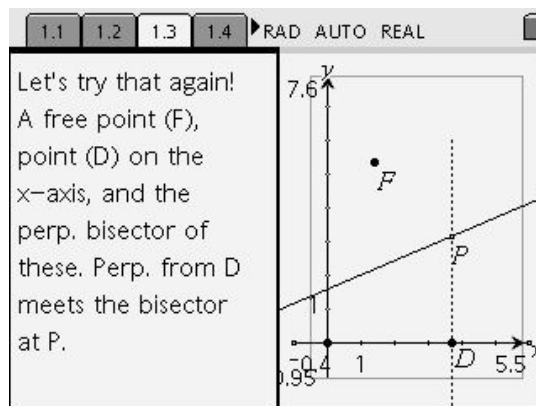 1.1 1.2 1.3 1.4 RAD AUTO REAL
Let's try that again!
A free point (F),
point (D) on the
x-axis, and the
perp. bisector of
these. Perp. from D
meets the bisector
at P.
7.6 y
F
P
1
-0.4 1 D 5.5 x
0.95